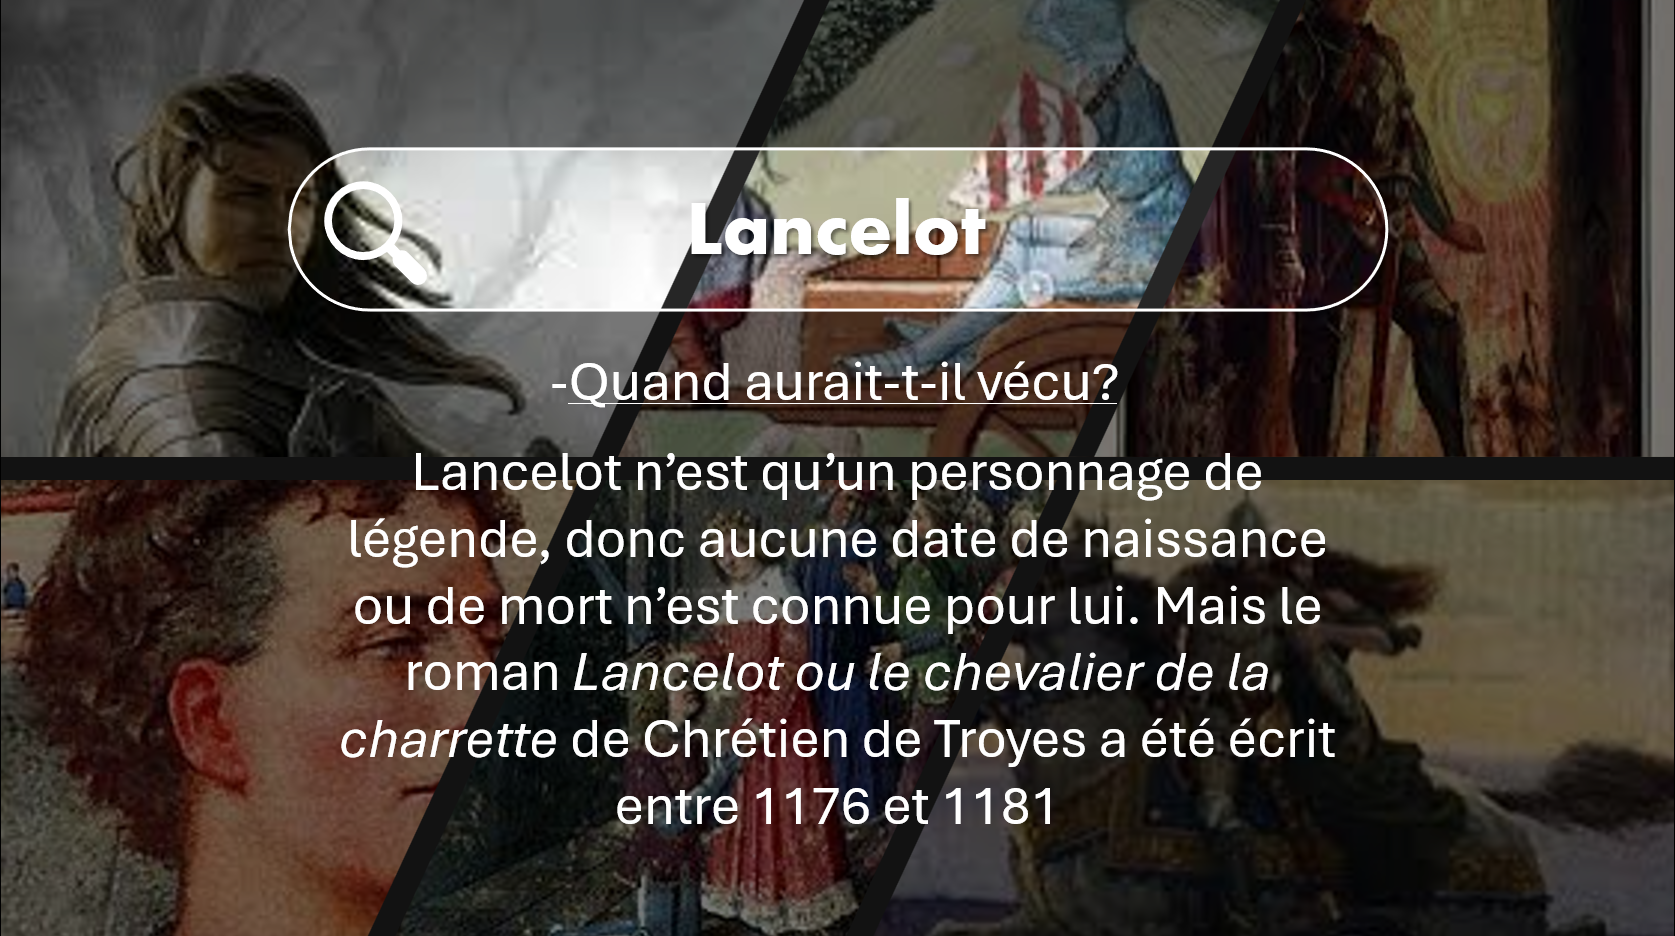 Lancelot
-Quand aurait-t-il vécu?
Lancelot n’est qu’un personnage de
légende, donc aucune date de naissance
ou de mort n’est connue pour lui. Mais le
roman Lancelot ou le chevalier de la
charrette de Chrétien de Troyes a été écrit
entre 1176 et 1181